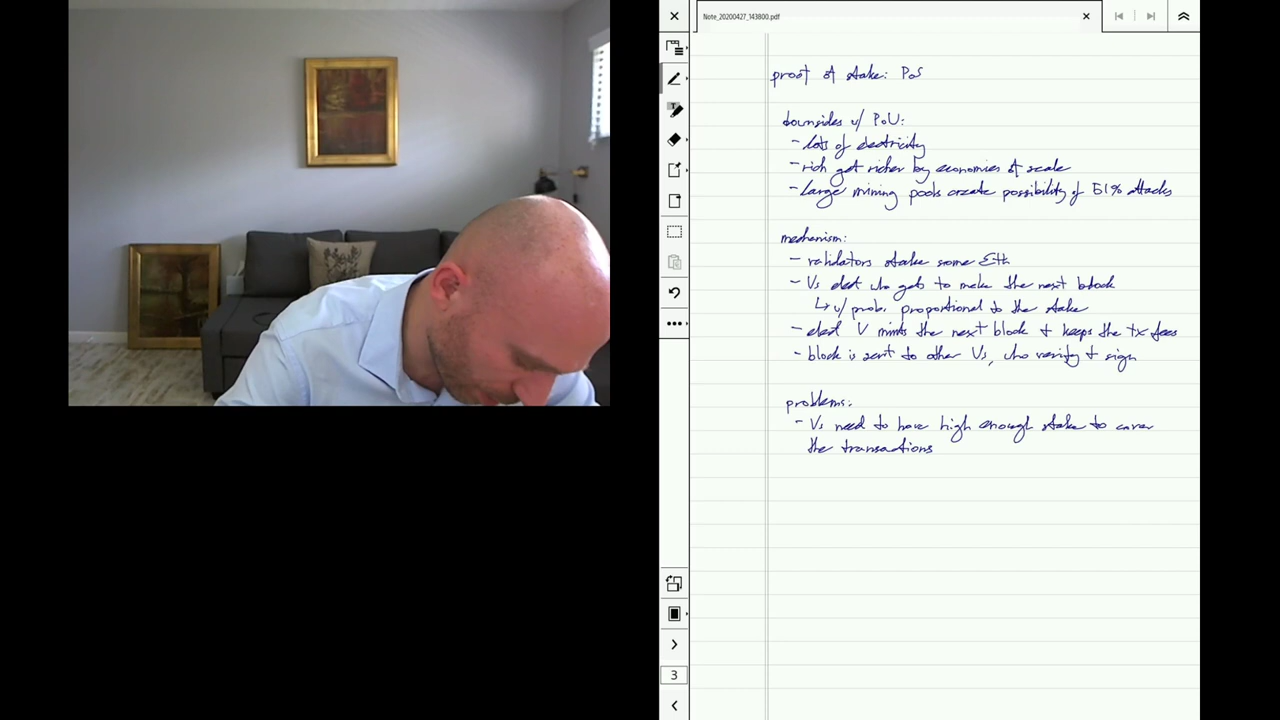 Note_20200427_143800.pdf
proof of stake: PoS
downsides w/ PoW:
- lots of electricity
- rich get richer by economies of scale
- large mining pools create possibility of 51% attacks
mechanism:
- validators stake some Eth
- Vs elect who gets to make the next block
↳ w/ prob. proportional to the stake
- elect V mints the next block + keeps the tx fees
- block is sent to other Vs, who verify + sign
problems:
- Vs need to have high enough stake to cover
the transactions
3